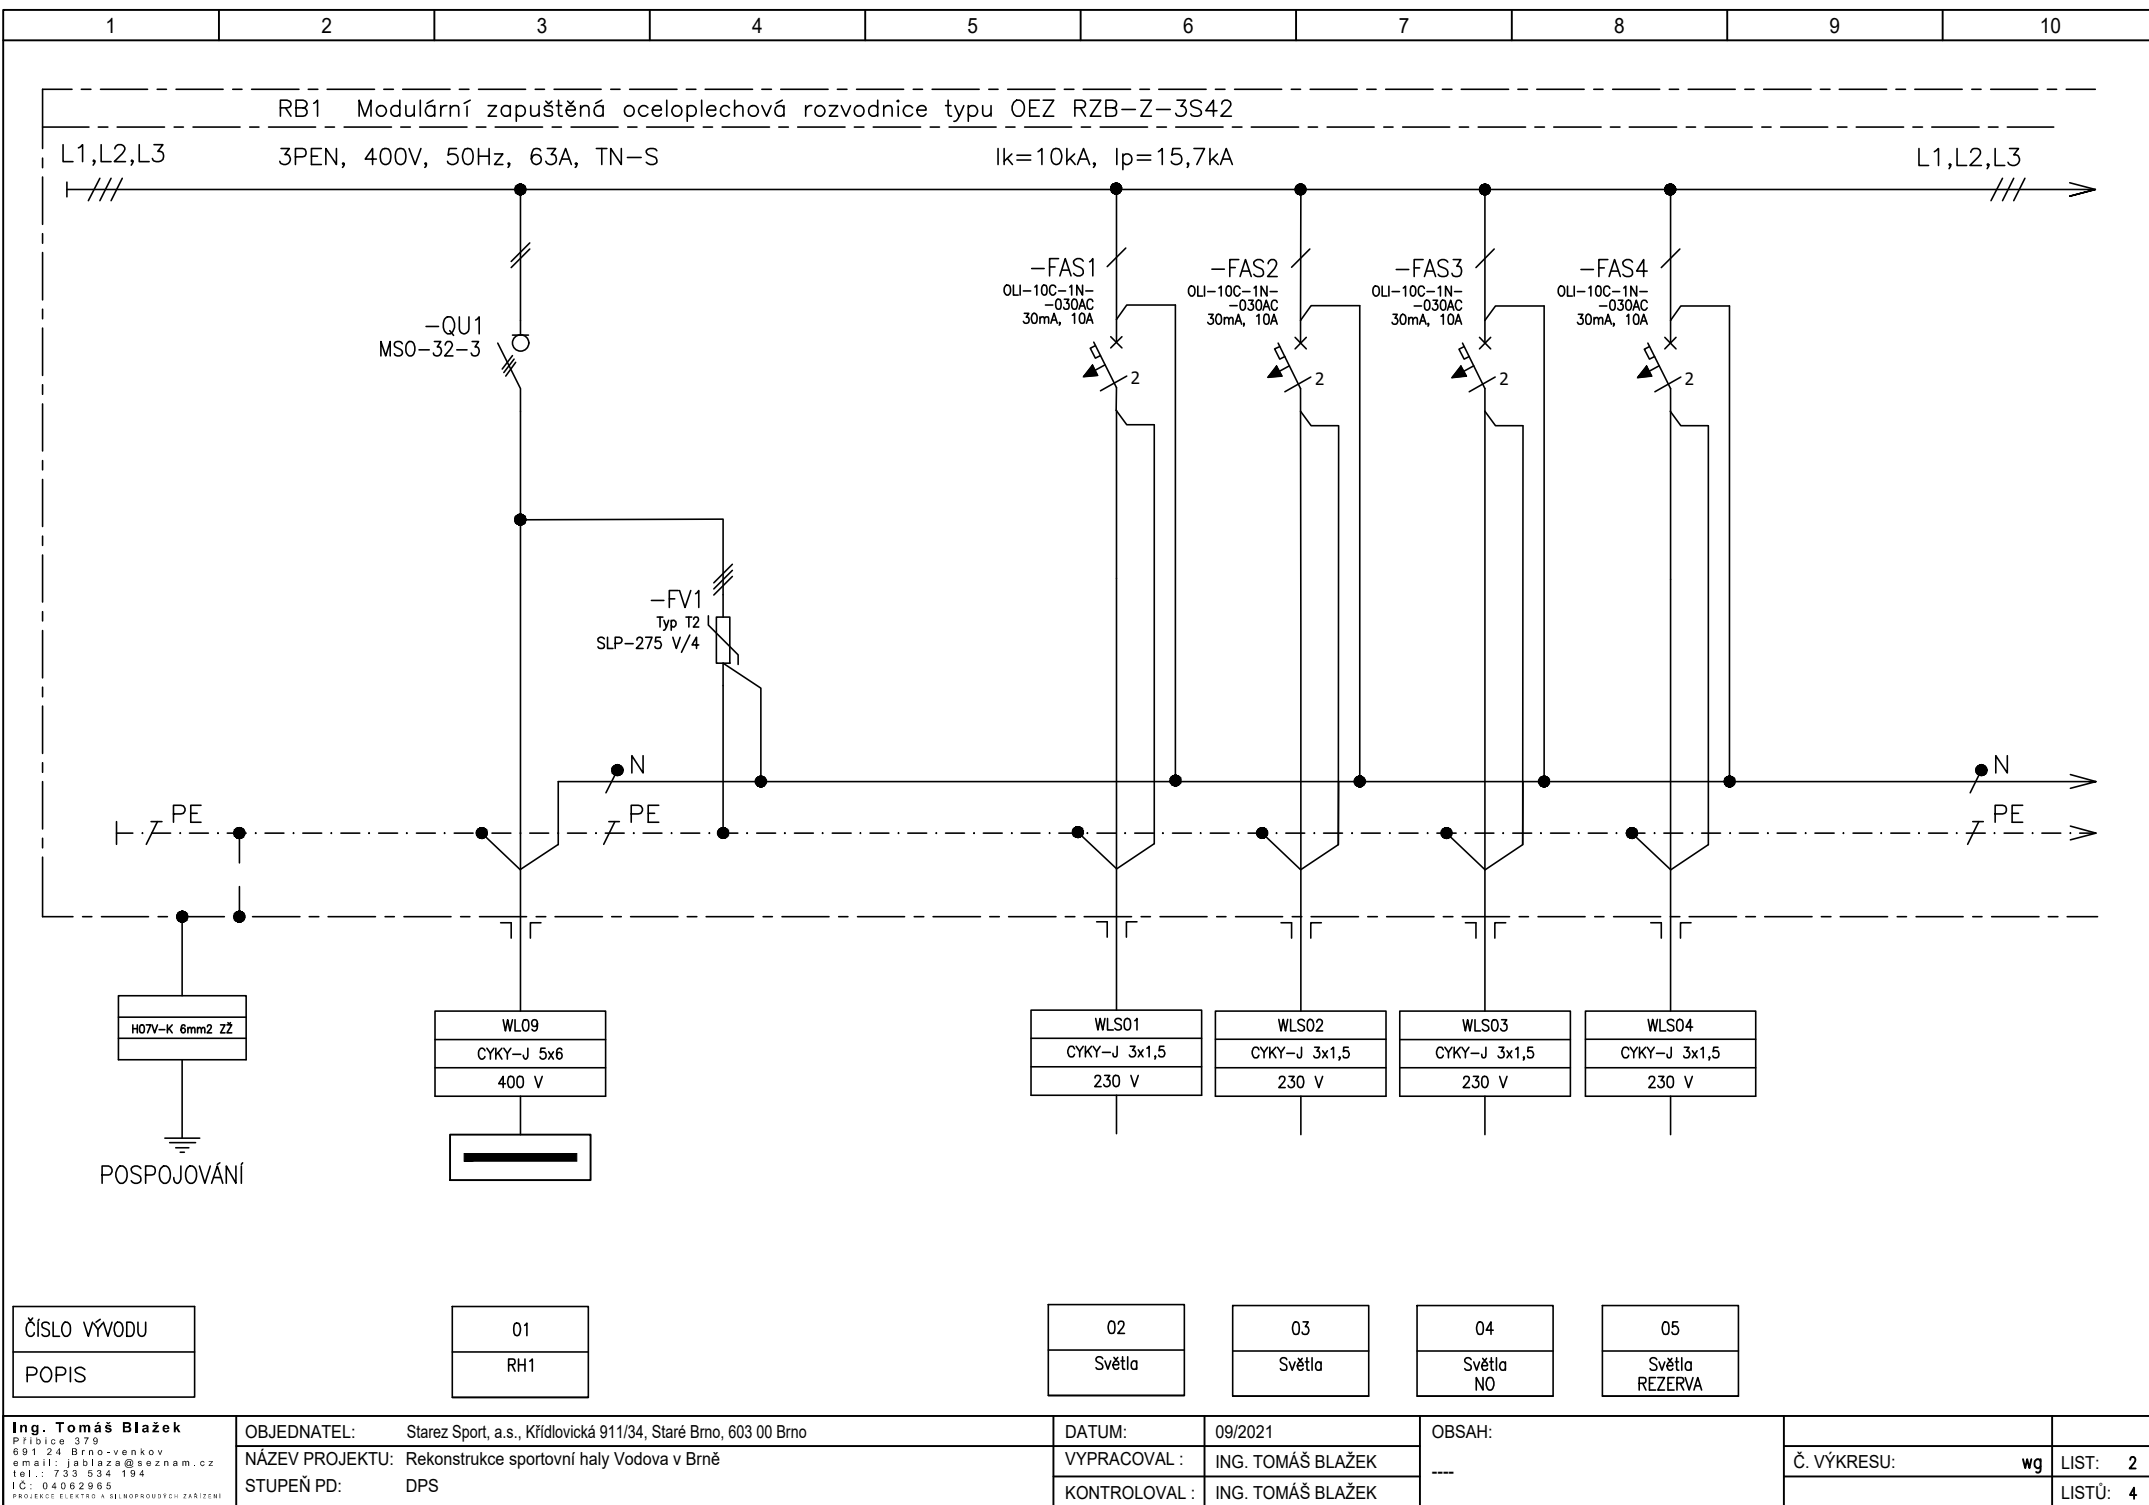 1 2 3 4 5 6 7 8 9 10
RB1 Modulární zapuštěná oceloplechová rozvodnice typu OEZ RZB-Z-3S42
L1,L2,L3 3PEN, 400V, 50Hz, 63A, TN-S Ik=10kA, Ip=15,7kA L1,L2,L3
-QU1
MSO-32-3
-FAS1
OLI-10C-1N-
-030AC
30mA, 10A
2
-FAS2
OLI-10C-1N-
-030AC
30mA, 10A
2
-FAS3
OLI-10C-1N-
-030AC
30mA, 10A
2
-FAS4
OLI-10C-1N-
-030AC
30mA, 10A
2
-FV1
Typ T2
SLP-275 V/4
N N
PE PE PE
H07V-K 6mm2 ZŽ
POSPOJOVÁNÍ
WL09
CYKY-J 5x6
400 V
WLS01
CYKY-J 3x1,5
230 V
WLS02
CYKY-J 3x1,5
230 V
WLS03
CYKY-J 3x1,5
230 V
WLS04
CYKY-J 3x1,5
230 V
ČÍSLO VÝVODU
POPIS
01
RH1
02
Světla
03
Světla
04
Světla
NO
05
Světla
REZERVA
Ing. Tomáš Blažek
Přibice 379
691 24 Brno-venkov
email: jablaza@seznam.cz
tel.: 733 534 194
IČ: 04062965
PROJEKCE ELEKTRO A SILNOPROUDÝCH ZAŘÍZENÍ
OBJEDNATEL: Starez Sport, a.s., Křídlovická 911/34, Staré Brno, 603 00 Brno
NÁZEV PROJEKTU: Rekonstrukce sportovní haly Vodova v Brně
STUPEŇ PD: DPS
DATUM: 09/2021
VYPRACOVAL : ING. TOMÁŠ BLAŽEK
KONTROLOVAL : ING. TOMÁŠ BLAŽEK
OBSAH:
----
Č. VÝKRESU: wg
LIST: 2
LISTŮ: 4